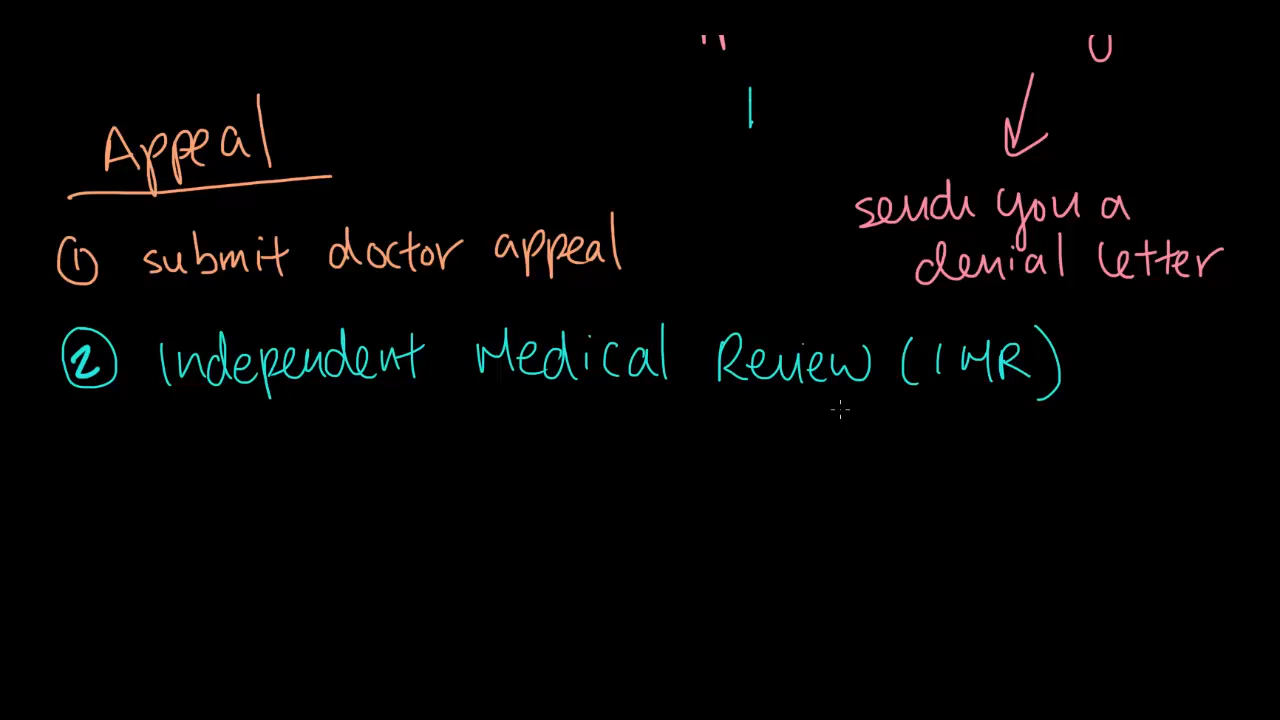 Appeal
① submit doctor appeal
sends you a
denial letter
② Independent Medical Review (IMR)